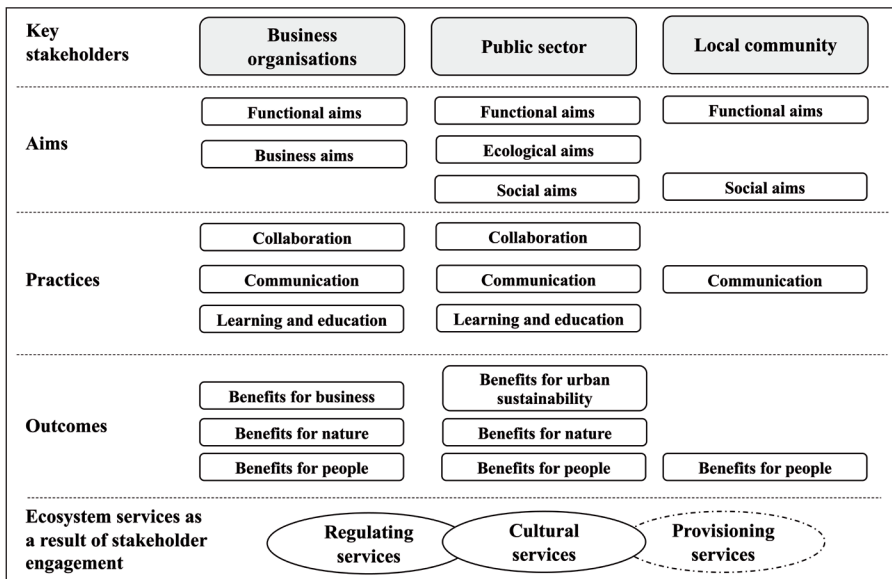 Key
stakeholders
Business
organisations
Public sector
Local community
Aims
Functional aims
Functional aims
Functional aims
Business aims
Ecological aims
Social aims
Social aims
Practices
Collaboration
Collaboration
Communication
Communication
Communication
Learning and education
Learning and education
Outcomes
Benefits for business
Benefits for urban
sustainability
Benefits for nature
Benefits for nature
Benefits for people
Benefits for people
Benefits for people
Ecosystem services as
a result of stakeholder
engagement
Regulating
services
Cultural
services
Provisioning
services